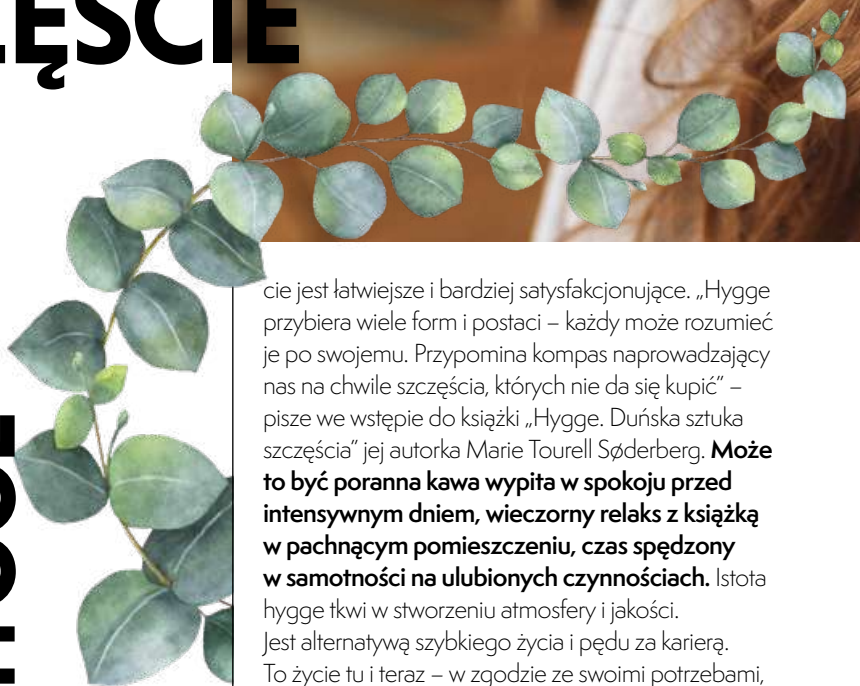 ĘŚCIE
cie jest łatwiejsze i bardziej satysfakcjonujące. „Hygge
przybiera wiele form i postaci – każdy może rozumieć
je po swojemu. Przypomina kompas naprowadzający
nas na chwile szczęścia, których nie da się kupić” –
pisze we wstępie do książki „Hygge. Duńska sztuka
szczęścia” jej autorka Marie Tourell Søderberg. Może
to być poranna kawa wypita w spokoju przed
intensywnym dniem, wieczorny relaks z książką
w pachnącym pomieszczeniu, czas spędzony
w samotności na ulubionych czynnościach. Istota
hygge tkwi w stworzeniu atmosfery i jakości.
Jest alternatywą szybkiego życia i pędu za karierą.
To życie tu i teraz – w zgodzie ze swoimi potrzebami,